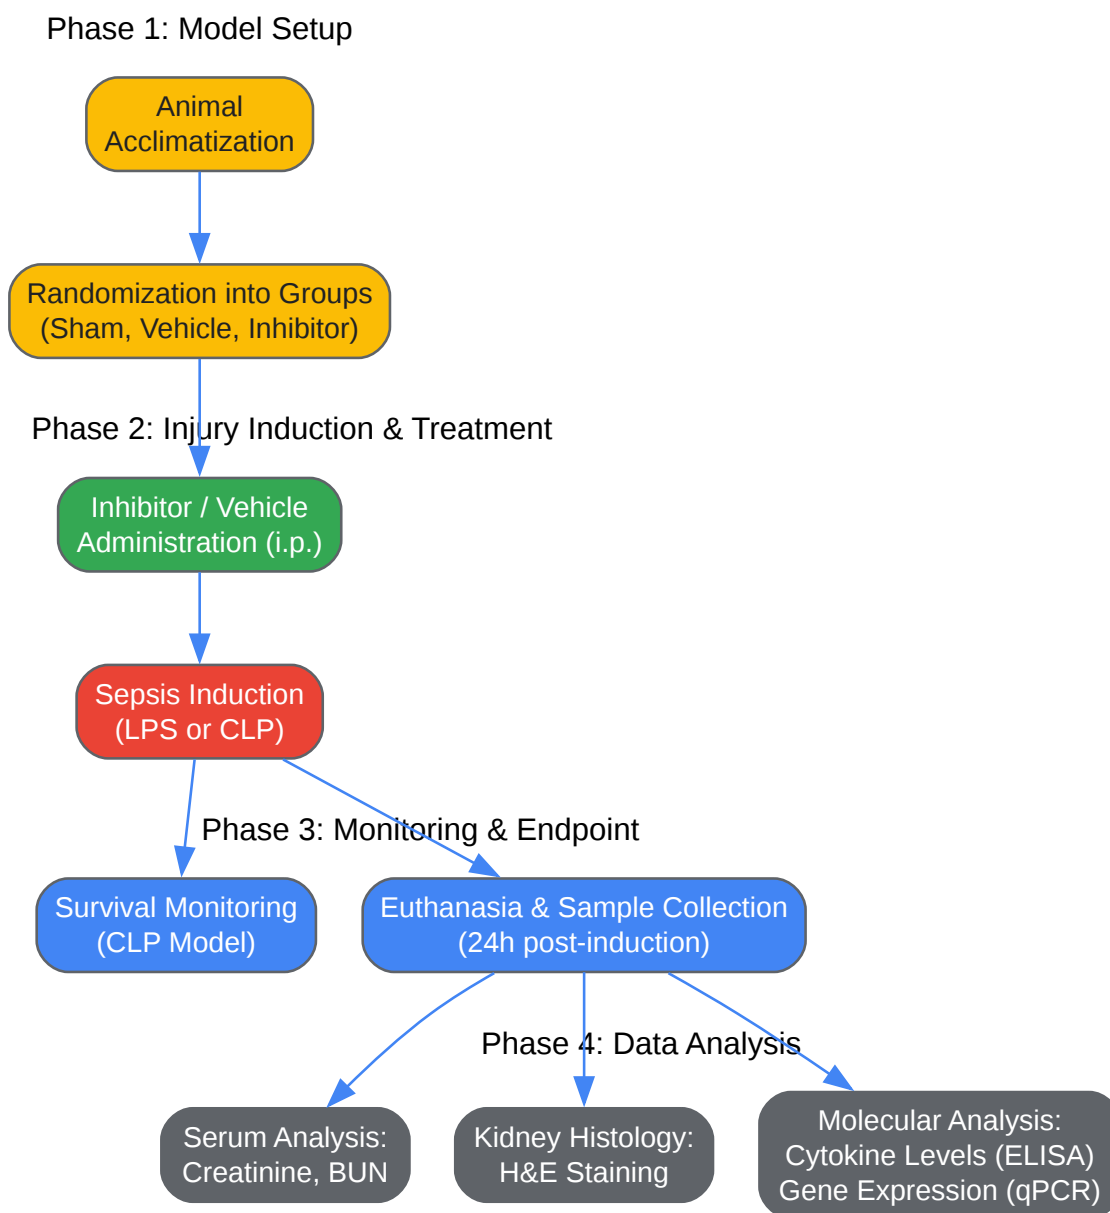 Phase 1: Model Setup
Animal
Acclimatization
Randomization into Groups
(Sham, Vehicle, Inhibitor)
Phase 2: Injury Induction & Treatment
Inhibitor / Vehicle
Administration (i.p.)
Sepsis Induction
(LPS or CLP)
Phase 3: Monitoring & Endpoint
Survival Monitoring
(CLP Model)
Euthanasia & Sample Collection
(24h post-induction)
Phase 4: Data Analysis
Serum Analysis:
Creatinine, BUN
Kidney Histology:
H&E Staining
Molecular Analysis:
Cytokine Levels (ELISA)
Gene Expression (qPCR)